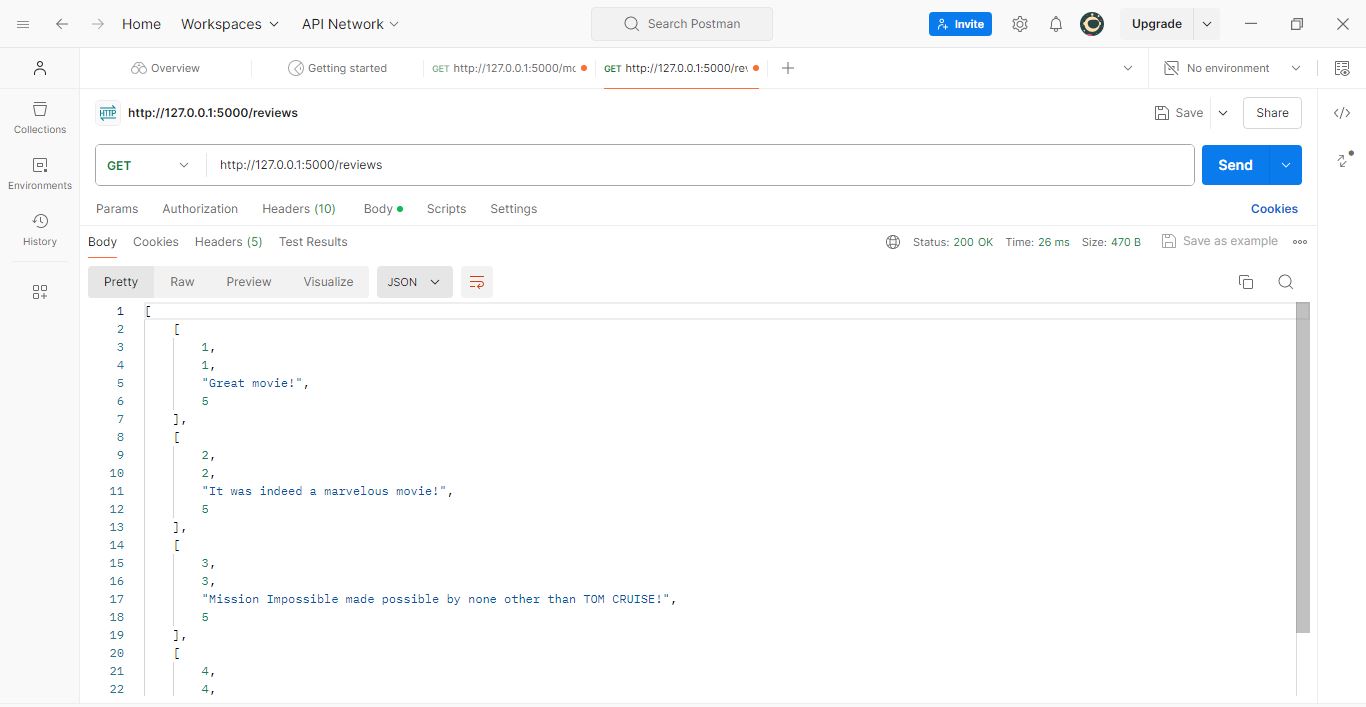 Home Workspaces API Network Search Postman Invite Upgrade
Overview Getting started GET http://127.0.0.1:5000/mo GET http://127.0.0.1:5000/rev No environment
HTTP http://127.0.0.1:5000/reviews Save Share
Collections
GET http://127.0.0.1:5000/reviews Send
Environments
Params Authorization Headers (10) Body Scripts Settings Cookies
History
Body Cookies Headers (5) Test Results Status: 200 OK Time: 26 ms Size: 470 B Save as example
Pretty Raw Preview Visualize JSON
1 [
2 [
3 1,
4 1,
5 "Great movie!",
6 5
7 ],
8 [
9 2,
10 2,
11 "It was indeed a marvelous movie!",
12 5
13 ],
14 [
15 3,
16 3,
17 "Mission Impossible made possible by none other than TOM CRUISE!",
18 5
19 ],
20 [
21 4,
22 4,